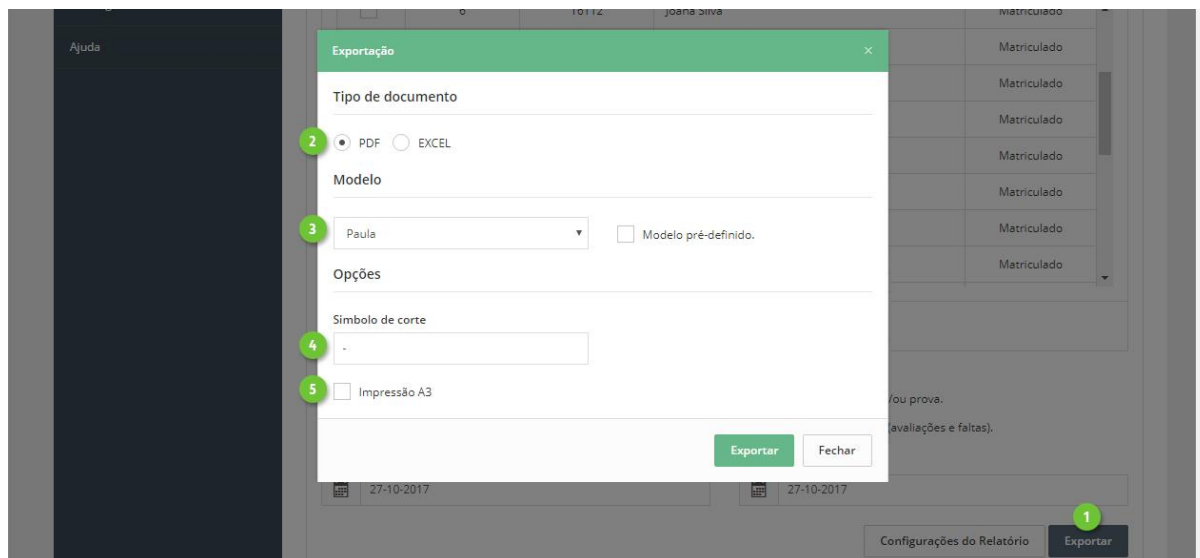 6 16112 Joana Silva Matriculado
Ajuda
Exportação ×
Matriculado
Tipo de documento
Matriculado
Matriculado
2 PDF EXCEL
Matriculado
Modelo
Matriculado
3 Paula Modelo pré-definido.
Matriculado
Matriculado
Opções
Simbolo de corte
4 -
5 Impressão A3
/ou prova.
(avaliações e faltas).
Exportar Fechar
27-10-2017 27-10-2017
1
Configurações do Relatório Exportar